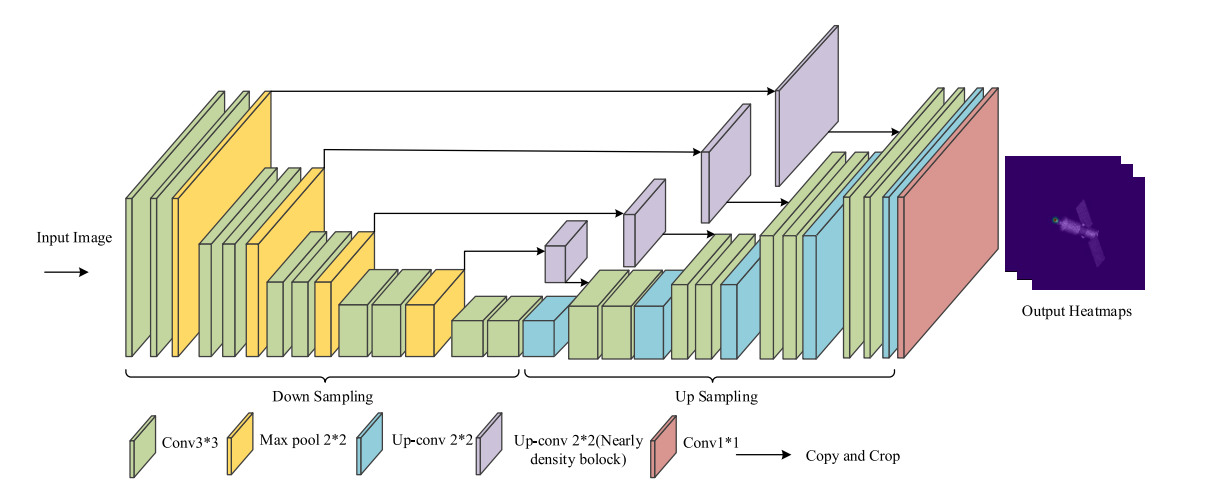 Input Image
Output Heatmaps
Down Sampling
Up Sampling
Conv3*3
Max pool 2*2
Up-conv 2*2
Up-conv 2*2(Nearly
density bolock)
Conv1*1
Copy and Crop